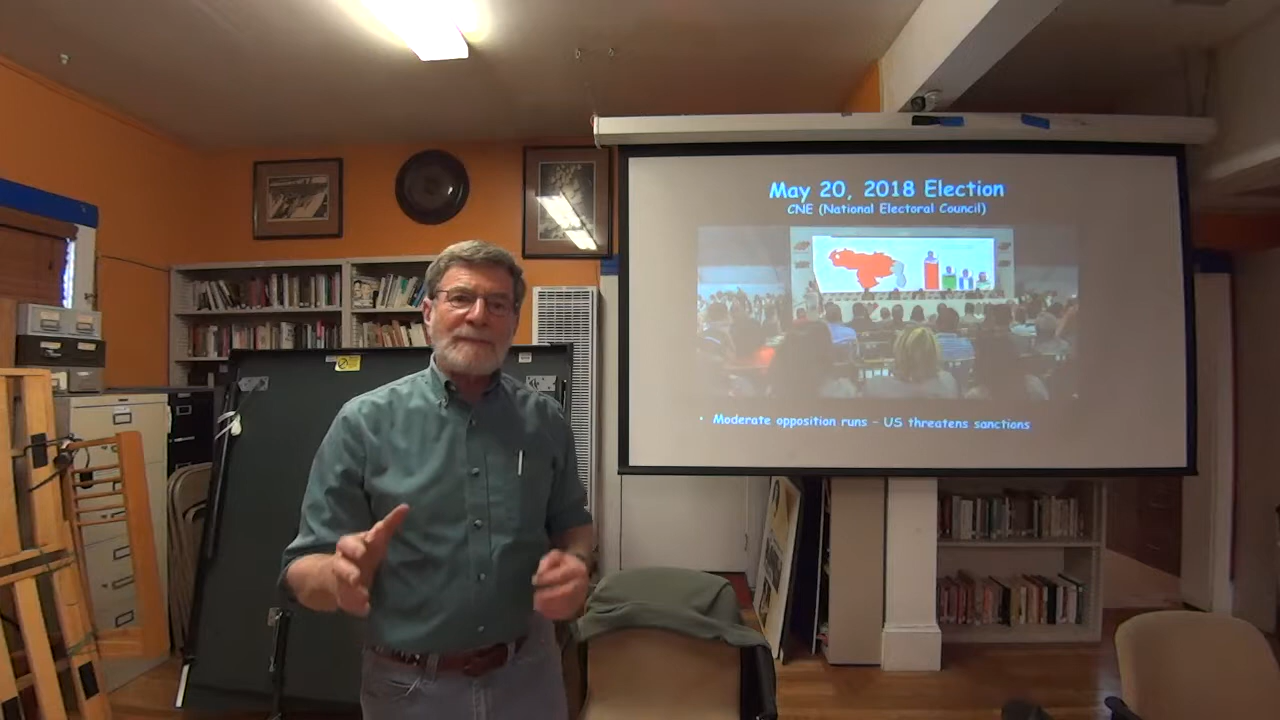 May 20, 2018 Election
CNE (National Electoral Council)
• Moderate opposition runs - US threatens sanctions